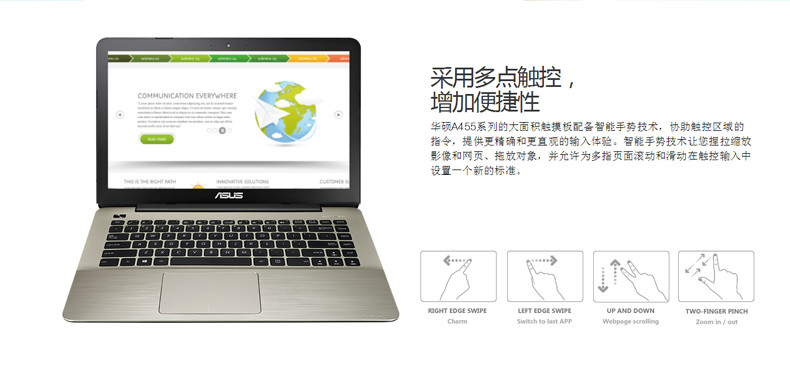 COMMUNICATION EVERYWHERE
READ MORE
THIS IS THE RIGHT PATH
INNOVATIVE SOLUTIONS
CUSTOMER S
ASUS
采用多点触控，
增加便捷性
华硕A455系列的大面积触摸板配备智能手势技术，协助触控区域的
指令，提供更精确和更直观的输入体验。智能手势技术让您握拉缩放
影像和网页、拖放对象，并允许为多指页面滚动和滑动在触控输入中
设置一个新的标准。
RIGHT EDGE SWIPE
Charm
LEFT EDGE SWIPE
Switch to last APP
UP AND DOWN
Webpage scrolling
TWO-FINGER PINCH
Zoom in / out